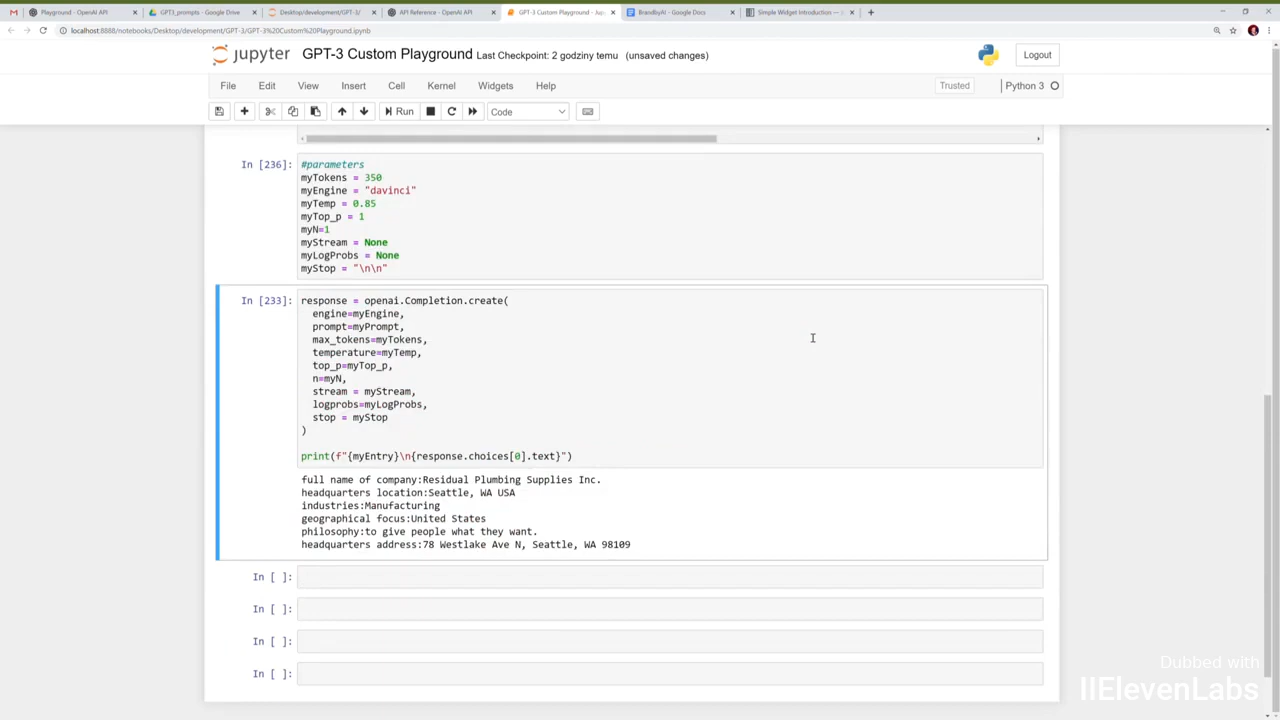 Playground - OpenAI API
GPT3_prompts - Google Drive
Desktop/development/GPT-3/
API Reference - OpenAI API
GPT-3 Custom Playground - Jup
BrandbyAI - Google Docs
Simple Widget Introduction —
localhost:8888/notebooks/Desktop/development/GPT-3/GPT-3%20Custom%20Playground.ipynb
jupyter GPT-3 Custom Playground Last Checkpoint: 2 godziny temu (unsaved changes)
Logout
File Edit View Insert Cell Kernel Widgets Help
Trusted Python 3
Run Code
In [236]: #parameters
myTokens = 350
myEngine = "davinci"
myTemp = 0.85
myTop_p = 1
myN=1
myStream = None
myLogProbs = None
myStop = "\n\n"
In [233]: response = openai.Completion.create(
engine=myEngine,
prompt=myPrompt,
max_tokens=myTokens,
temperature=myTemp,
top_p=myTop_p,
n=myN,
stream = myStream,
logprobs=myLogProbs,
stop = myStop
)
print(f"{myEntry}\n{response.choices[0].text}")
full name of company:Residual Plumbing Supplies Inc.
headquarters location:Seattle, WA USA
industries:Manufacturing
geographical focus:United States
philosophy:to give people what they want.
headquarters address:78 Westlake Ave N, Seattle, WA 98109
In [ ]:
In [ ]:
In [ ]:
In [ ]:
Dubbed with
IIElevenLabs